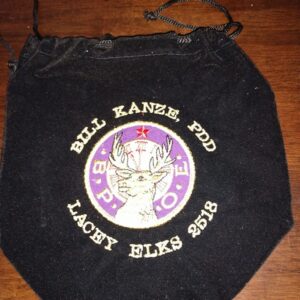 BILL KANZE, PDD
B. P. O. E.
LACEY ELKS 2518